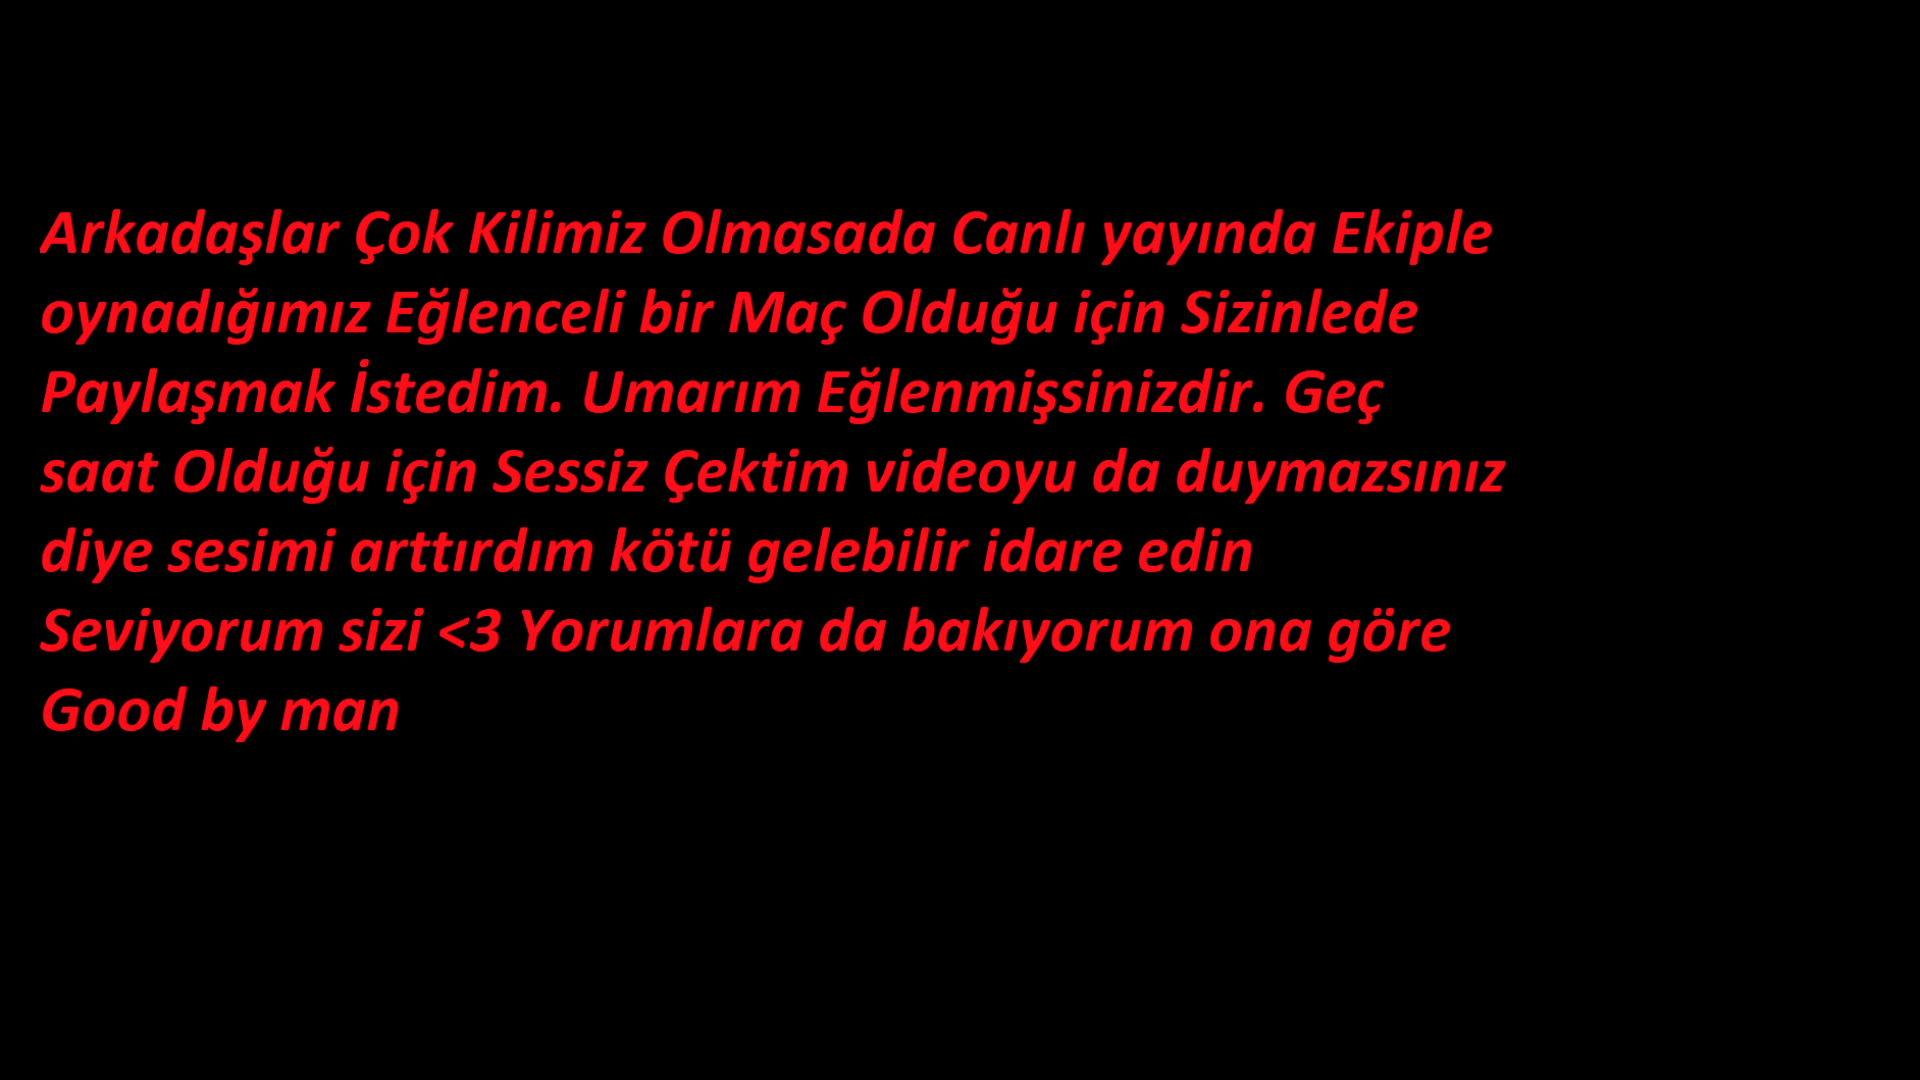 Arkadaşlar Çok Kilimiz Olmasada Canlı yayında Ekiple
oynadığımız Eğlenceli bir Maç Olduğu için Sizinlede
Paylaşmak İstedim. Umarım Eğlenmişsinizdir. Geç
saat Olduğu için Sessiz Çektim videoyu da duymazsınız
diye sesimi arttırdım kötü gelebilir idare edin
Seviyorum sizi <3 Yorumlara da bakıyorum ona göre
Good by man